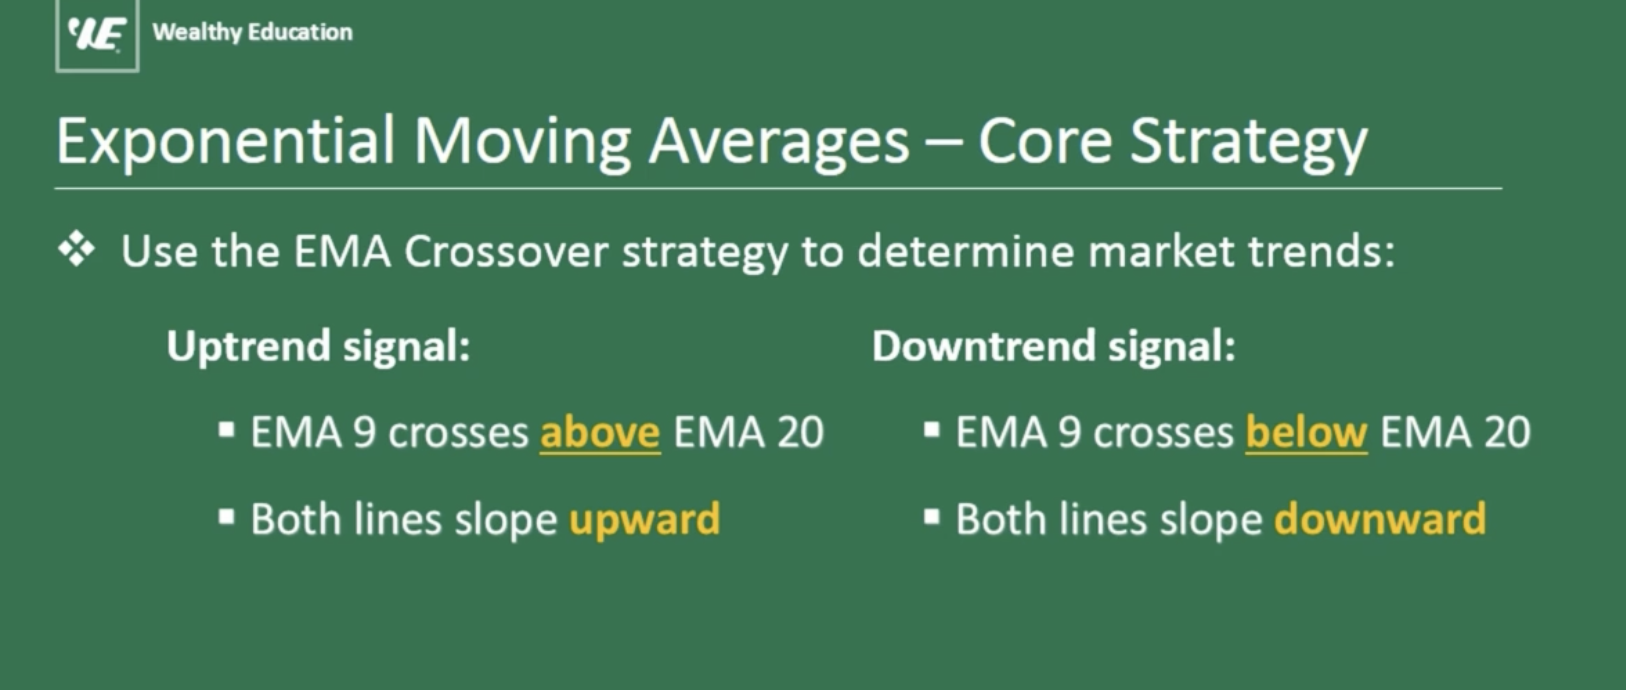 WE
Wealthy Education
Exponential Moving Averages – Core Strategy
❖ Use the EMA Crossover strategy to determine market trends:
Uptrend signal:
▪ EMA 9 crosses above EMA 20
▪ Both lines slope upward
Downtrend signal:
▪ EMA 9 crosses below EMA 20
▪ Both lines slope downward